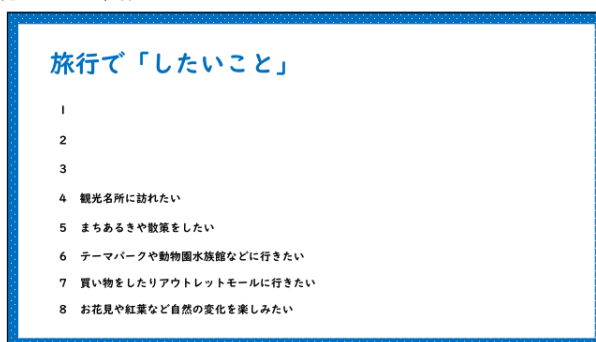 旅行で「したいこと」
1
2
3
4 観光名所に訪れたい
5 まちあるきや散策をしたい
6 テーマパークや動物園水族館などに行きたい
7 買い物をしたりアウトレットモールに行きたい
8 お花見や紅葉など自然の変化を楽しみたい